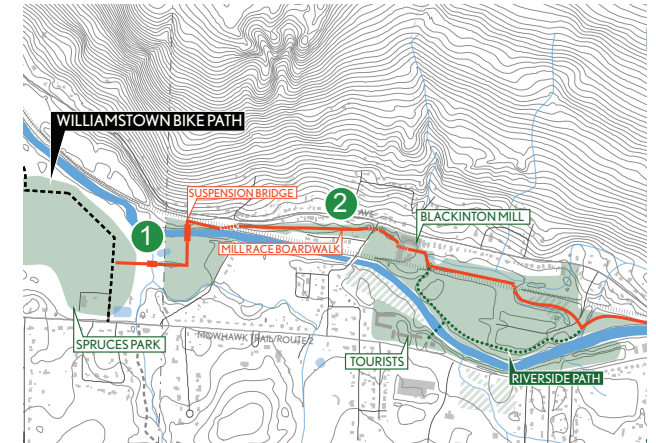 WILLIAMSTOWN BIKE PATH
SUSPENSION BRIDGE
2
AVE
BLACKINTON MILL
1
MILL RACE BOARDWALK
MOWHAWK TRAIL/ROUTE 2
SPRUCES PARK
TOURISTS
RIVERSIDE PATH